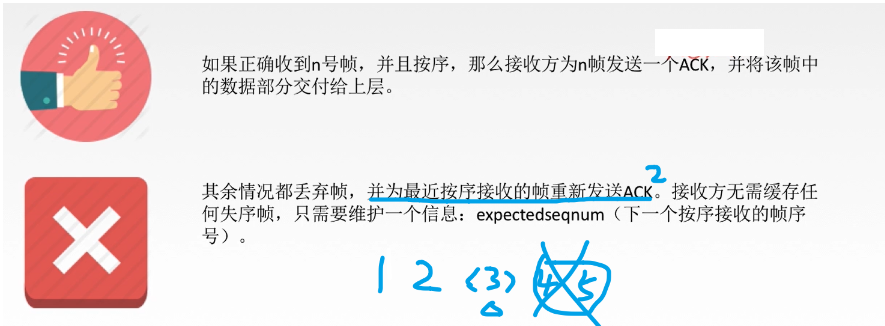 如果正确收到n号帧，并且按序，那么接收方为n帧发送一个ACK，并将该帧中
的数据部分交付给上层。
2
其余情况都丢弃帧，并为最近按序接收的帧重新发送ACK。接收方无需缓存任
何失序帧，只需要维护一个信息：expectedseqnum（下一个按序接收的帧序
号）。
1 2 (3) 4 5